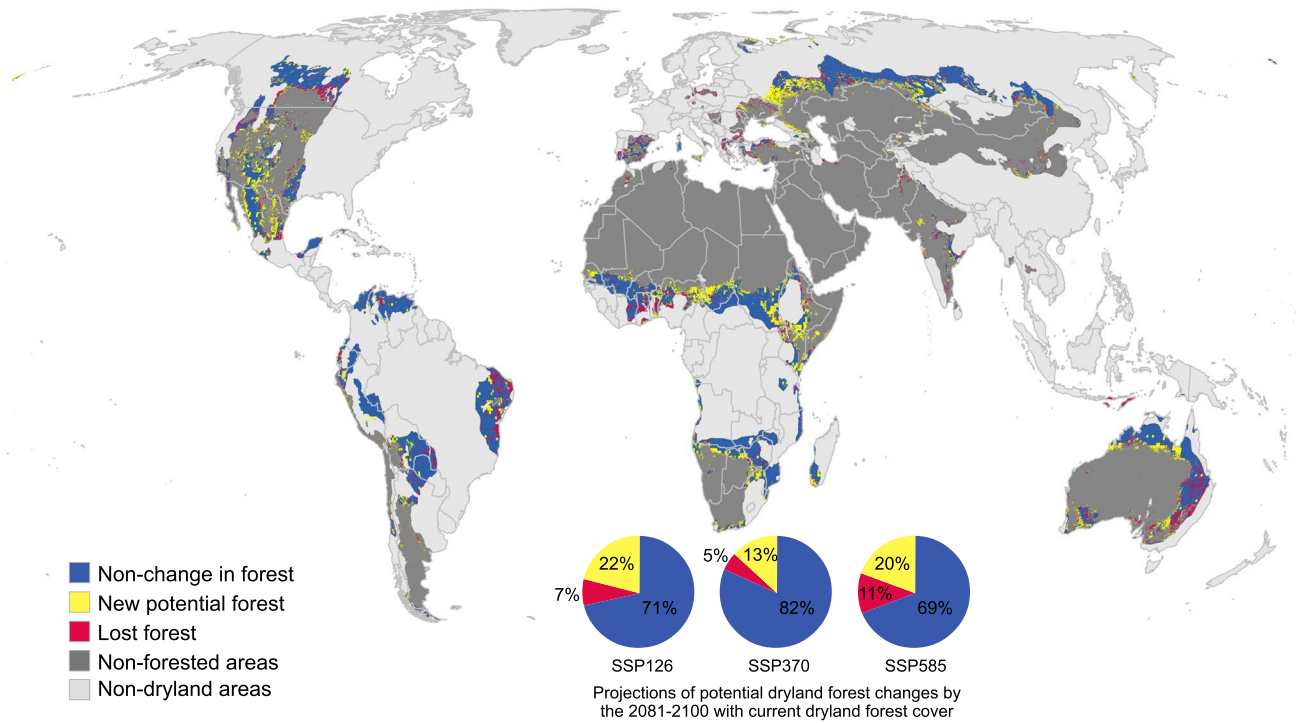 Non-change in forest
New potential forest
Lost forest
Non-forested areas
Non-dryland areas
22%
7%
71%
5%
13%
82%
20%
11%
69%
SSP126
SSP370
SSP585
Projections of potential dryland forest changes by
the 2081-2100 with current dryland forest cover